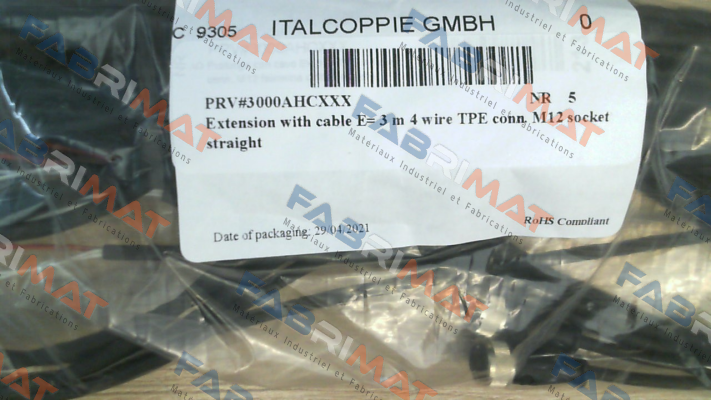 C 9305 ITALCOPPIE GMBH 0
PRV#3000AHCXXX NR 5
Extension with cable E= 3 m 4 wire TPE conn. M12 socket
straight
Date of packaging: 29.04.2021
RoHS Compliant
FABRIMAT
Materiaux Industriel et Fabrications